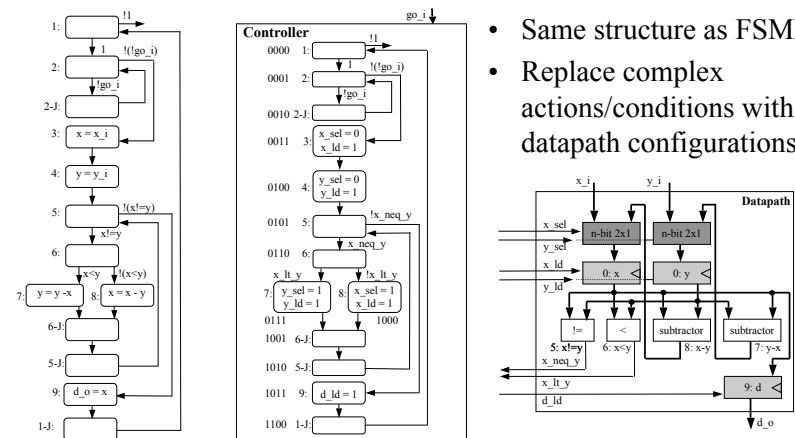 1:
!1
1
2:
!(!go_i)
!go_i
2-J:
3:
x = x_i
4:
y = y_i
5:
!(x!=y)
x!=y
6:
x<y
!(x<y)
7:
y = y -x
8:
x = x - y
6-J:
5-J:
9:
d_o = x
1-J:
go_i
Controller
0000 1:
!1
1
0001 2:
!(!go_i)
!go_i
0010 2-J:
0011 3:
x_sel = 0
x_ld = 1
0100 4:
y_sel = 0
y_ld = 1
0101 5:
!x_neq_y
x_neq_y
0110 6:
x_lt_y
!x_lt_y
7:
y_sel = 1
y_ld = 1
8:
x_sel = 1
x_ld = 1
0111
1000
1001 6-J:
1010 5-J:
1011 9:
d_ld = 1
1100 1-J:
• Same structure as FSM
• Replace complex
actions/conditions with
datapath configurations
x_i
y_i
Datapath
x_sel
y_sel
n-bit 2x1
n-bit 2x1
x_ld
y_ld
0: x
0: y
!=
<
subtractor
subtractor
5: x!=y
6: x<y
8: x-y
7: y-x
x_neq_y
x_lt_y
d_ld
9: d
d_o